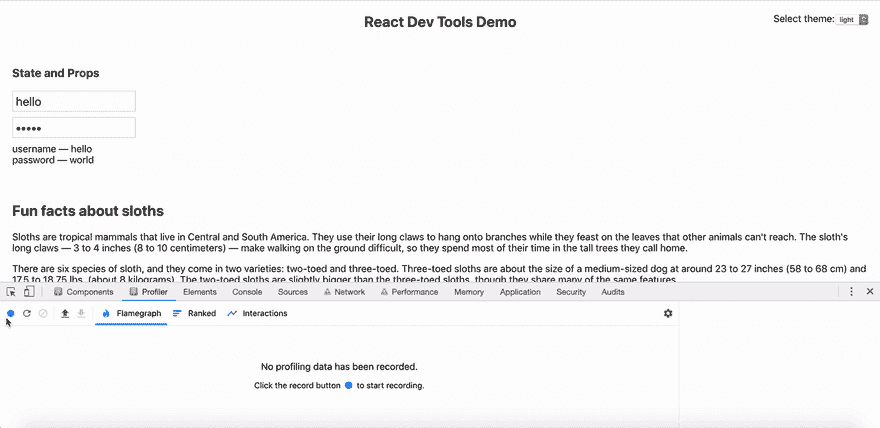 React Dev Tools Demo
Select theme: light
State and Props
hello
•••••
username — hello
password — world
Fun facts about sloths
Sloths are tropical mammals that live in Central and South America. They use their long claws to hang onto branches while they feast on the leaves that other animals can't reach. The sloth's
long claws — 3 to 4 inches (8 to 10 centimeters) — make walking on the ground difficult, so they spend most of their time in the tall trees they call home.
There are six species of sloth, and they come in two varieties: two-toed and three-toed. Three-toed sloths are about the size of a medium-sized dog at around 23 to 27 inches (58 to 68 cm) and
17.5 to 18.75 lbs. (about 8 kilograms). The two-toed sloths are slightly bigger than the three-toed sloths, though they share many of the same features.
Components Profiler Elements Console Sources Network Performance Memory Application Security Audits
Flamegraph Ranked Interactions
No profiling data has been recorded.
Click the record button to start recording.